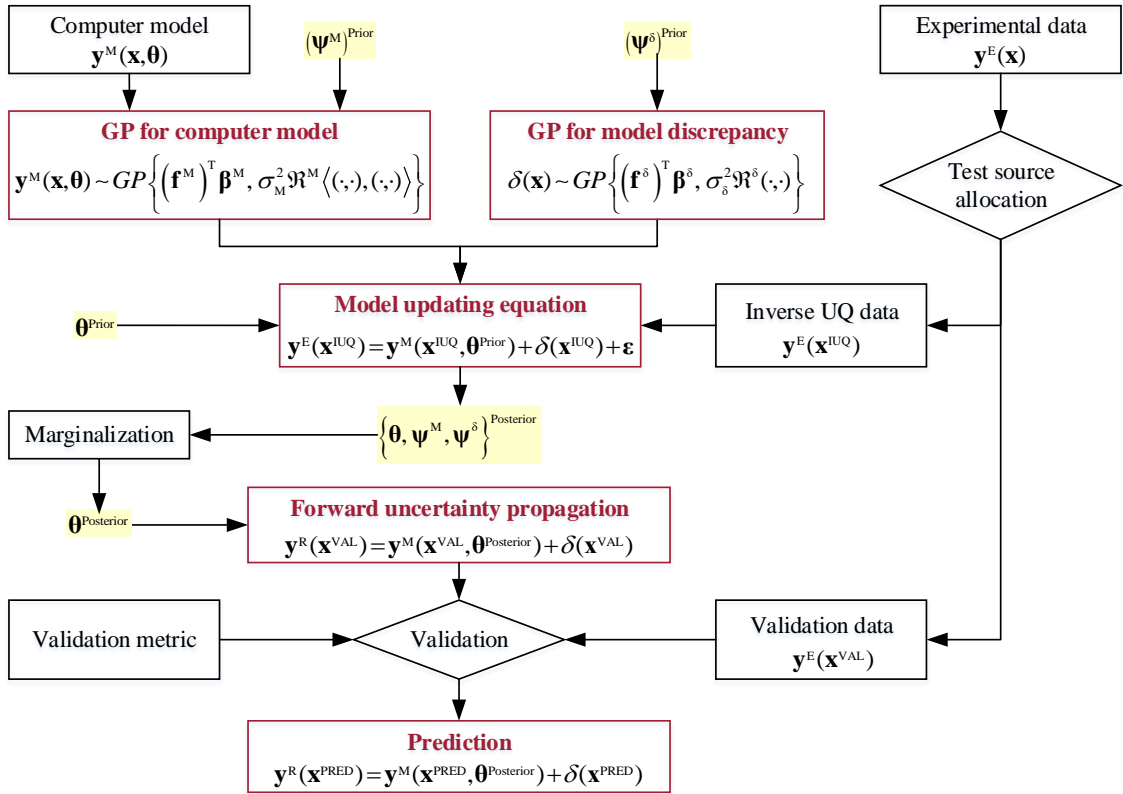 Computer model
y^M(x,θ)
(ψ^M)^Prior
(ψ^δ)^Prior
Experimental data
y^E(x)
GP for computer model
y^M(x,θ) ~ GP{(f^M)^T β^M, σ_M^2 ℜ^M⟨(·,·),(·,·)⟩}
GP for model discrepancy
δ(x) ~ GP{(f^δ)^T β^δ, σ_δ^2 ℜ^δ(·,·)}
Test source
allocation
θ^Prior
Model updating equation
y^E(x^IUQ)=y^M(x^IUQ,θ^Prior)+δ(x^IUQ)+ε
Inverse UQ data
y^E(x^IUQ)
Marginalization
{θ, ψ^M, ψ^δ}^Posterior
θ^Posterior
Forward uncertainty propagation
y^R(x^VAL)=y^M(x^VAL,θ^Posterior)+δ(x^VAL)
Validation metric
Validation
Validation data
y^E(x^VAL)
Prediction
y^R(x^PRED)=y^M(x^PRED,θ^Posterior)+δ(x^PRED)